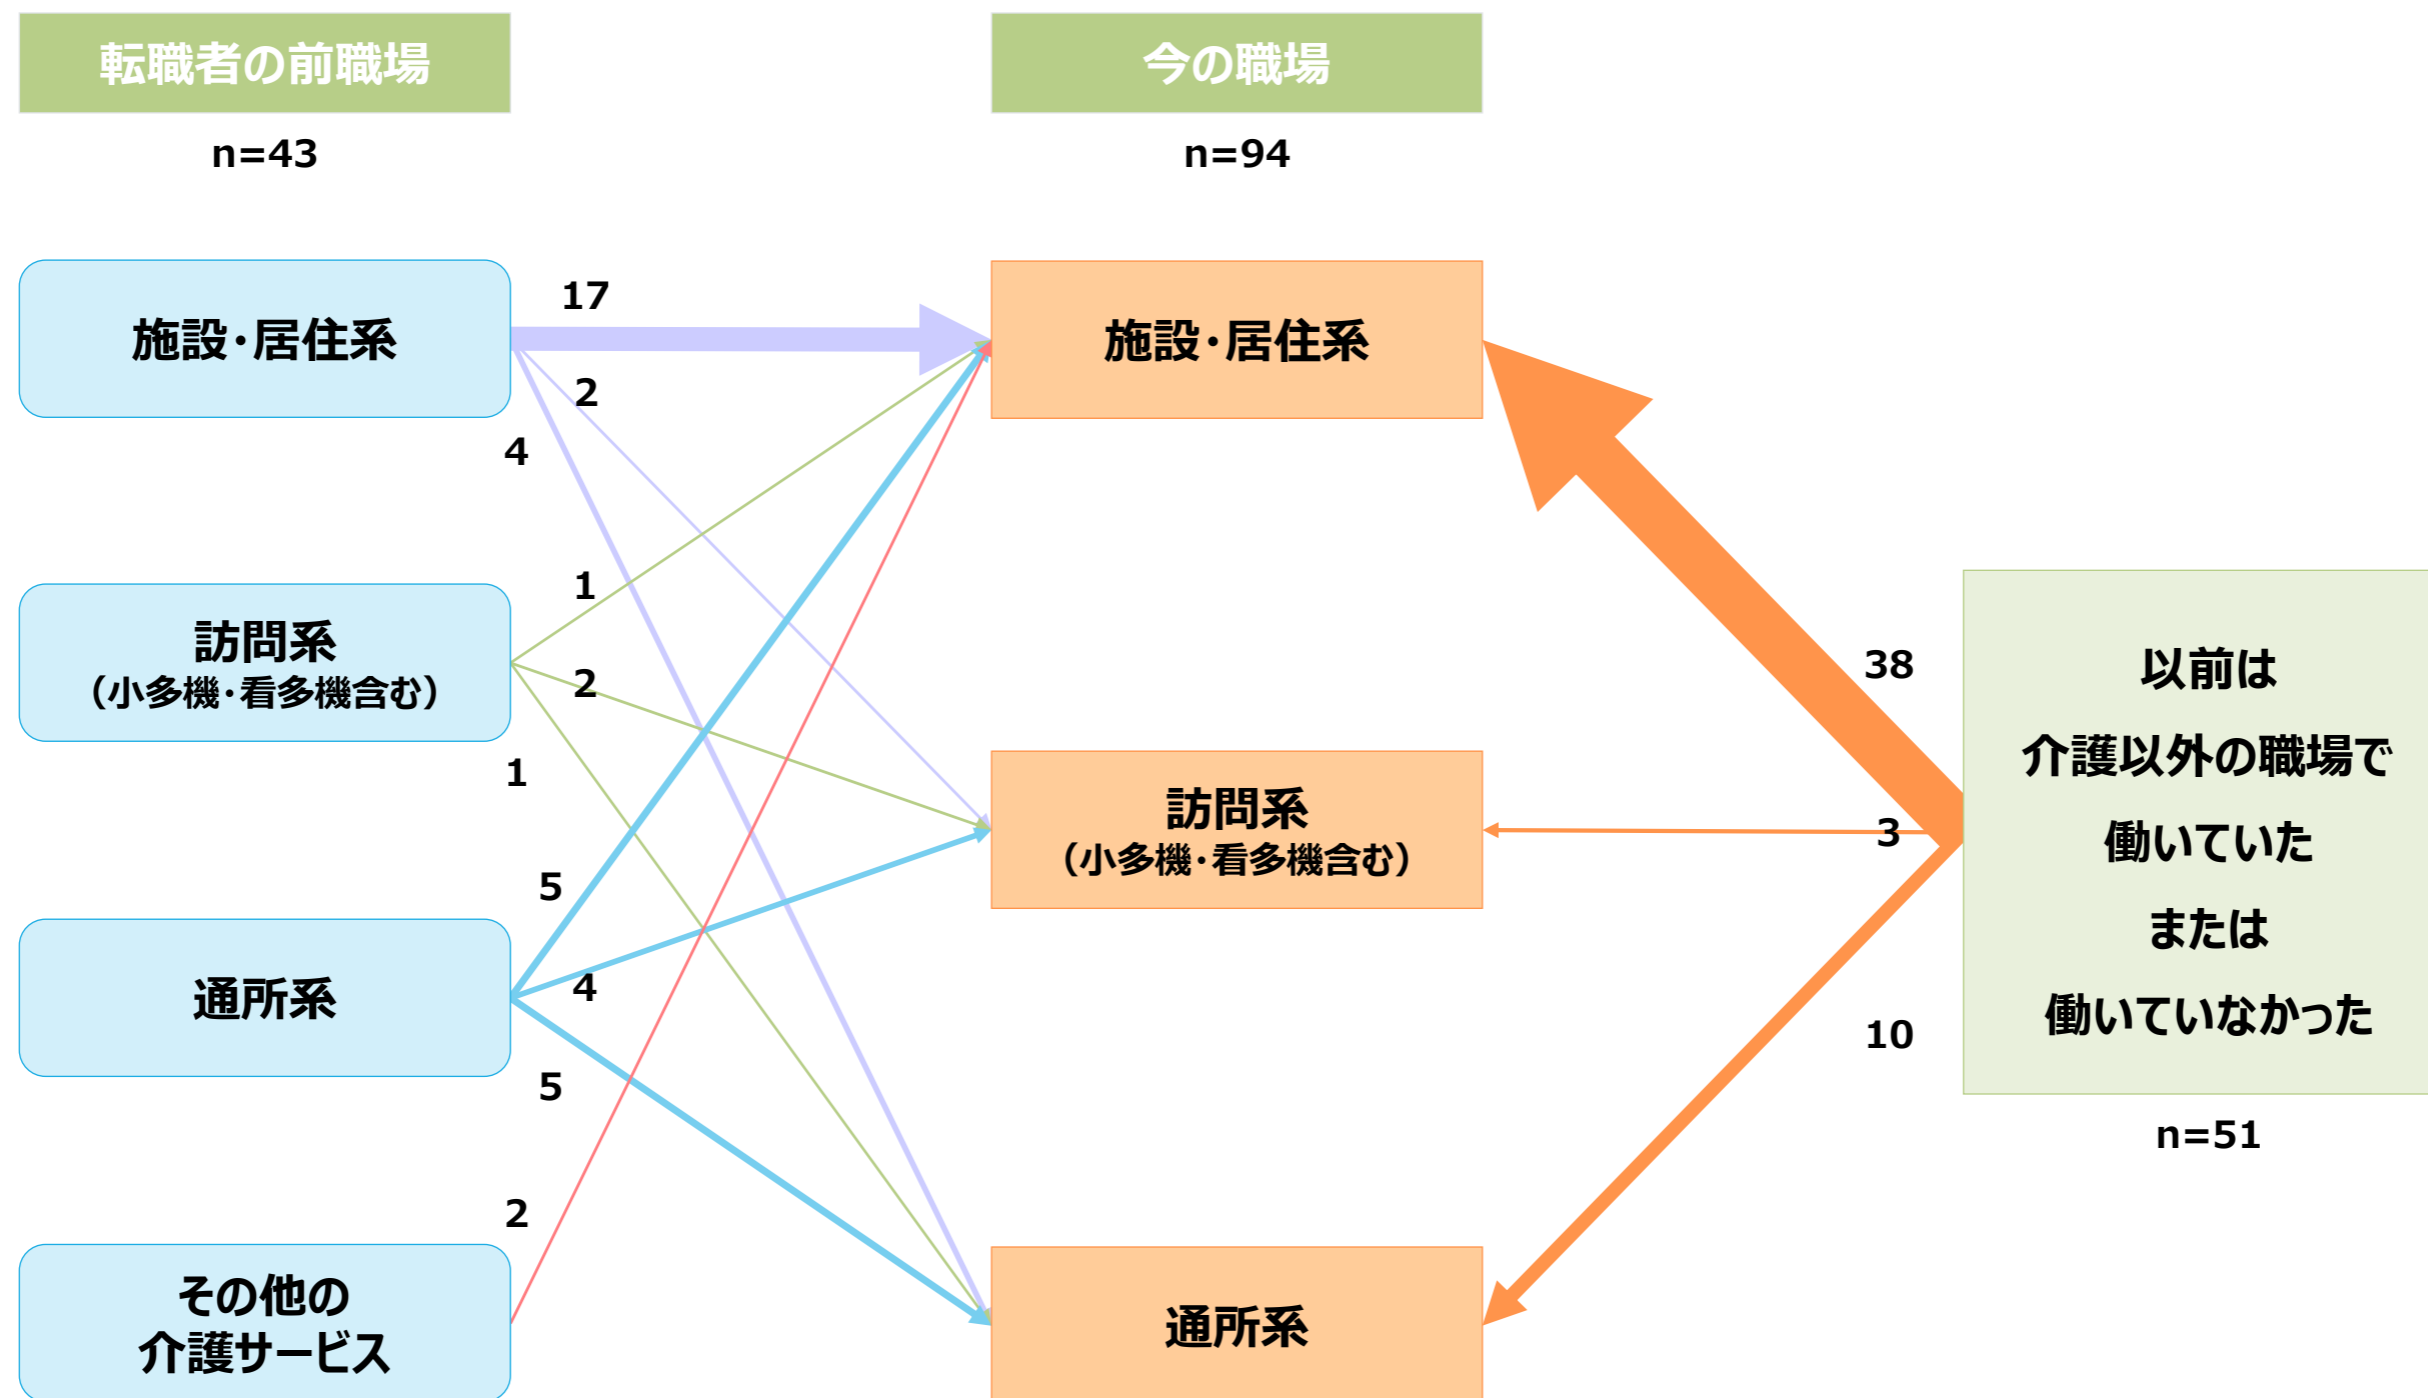 転職者の前職場
今の職場
n=43
n=94
施設・居住系
17
2
4
施設・居住系
訪問系
（小多機・看多機含む）
1
2
1
訪問系
（小多機・看多機含む）
通所系
5
4
5
通所系
その他の
介護サービス
2
38
3
10
以前は
介護以外の職場で
働いていた
または
働いていなかった
n=51